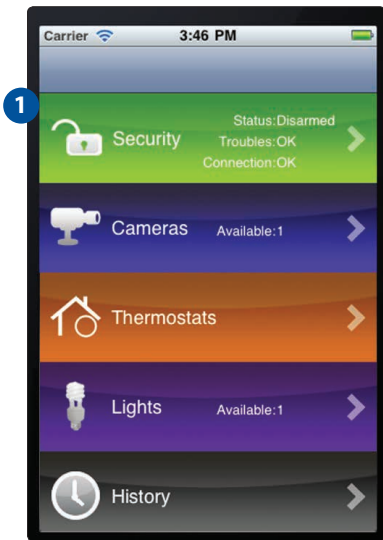 Carrier 3:46 PM
1
Status:Disarmed
Security Troubles:OK
Connection:OK
Cameras Available:1
Thermostats
Lights Available:1
History